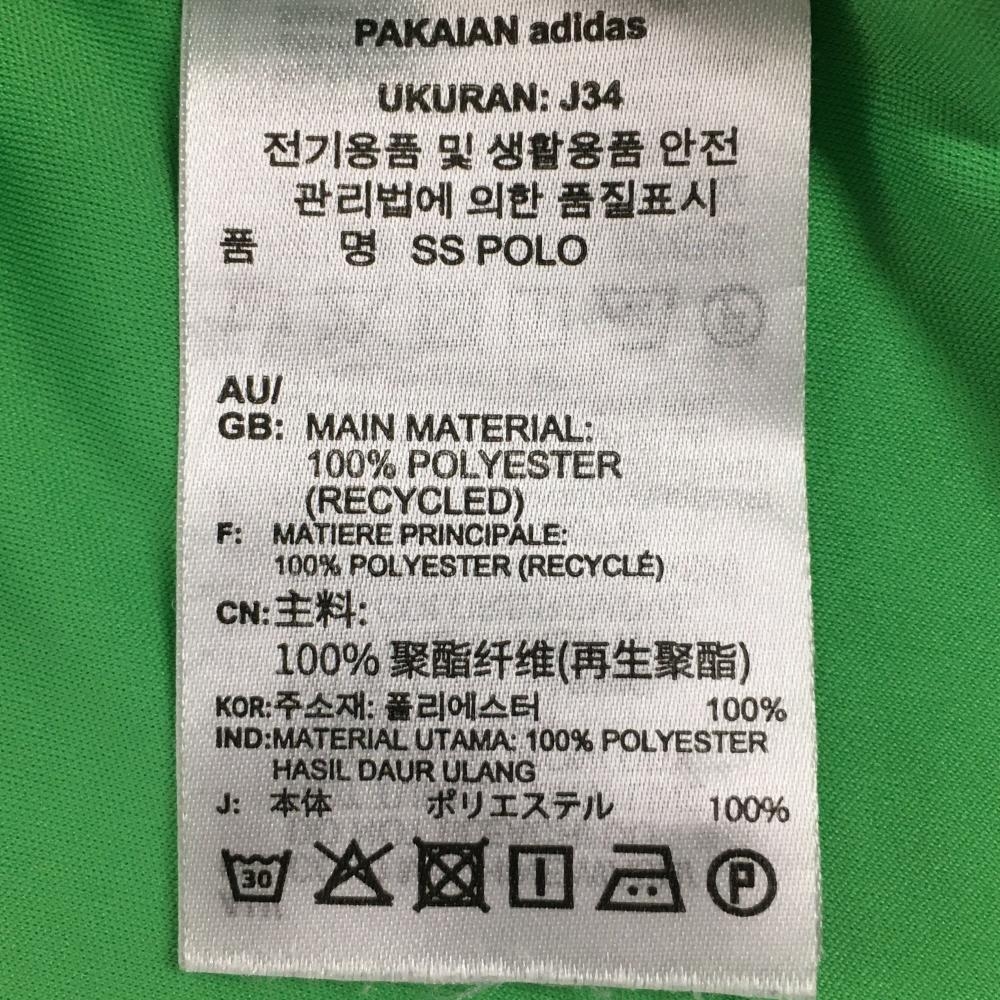 PAKAIAN adidas
UKURAN: J34
전기용품 및 생활용품 안전
관리법에 의한 품질표시
품 명 SS POLO
AU/
GB: MAIN MATERIAL:
100% POLYESTER
(RECYCLED)
F: MATIERE PRINCIPALE:
100% POLYESTER (RECYCLÉ)
CN: 主料:
100% 聚酯纤维(再生聚酯)
KOR: 주소재: 폴리에스터 100%
IND: MATERIAL UTAMA: 100% POLYESTER
HASIL DAUR ULANG
J: 本体 ポリエステル 100%
30 P